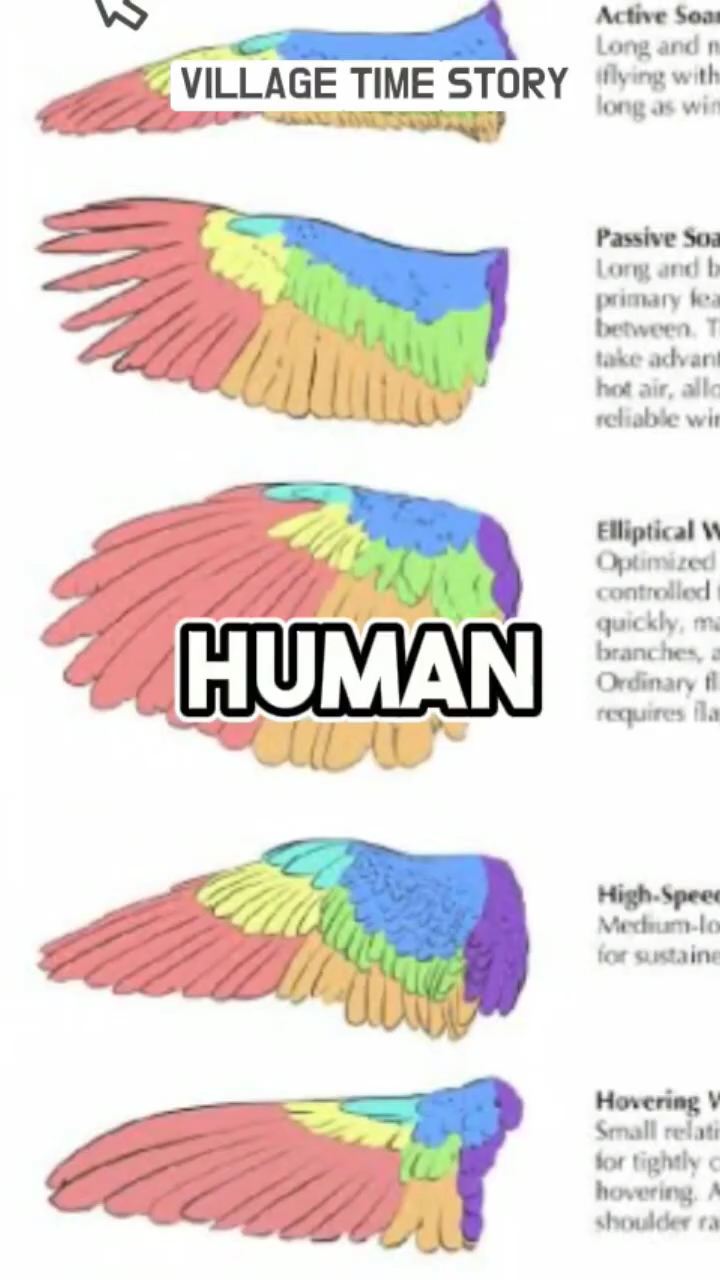 Active Soar
Long and n
(flying with
long as win
VILLAGE TIME STORY
Passive Soa
Long and b
primary fea
between. T
take advant
hot air, allo
reliable win
Elliptical W
Optimized
controlled f
quickly, ma
branches, a
Ordinary fl
requires fla
HUMAN
High-Speed
Medium-lo
for sustaine
Hovering W
Small relati
for tightly c
hovering. A
shoulder ra